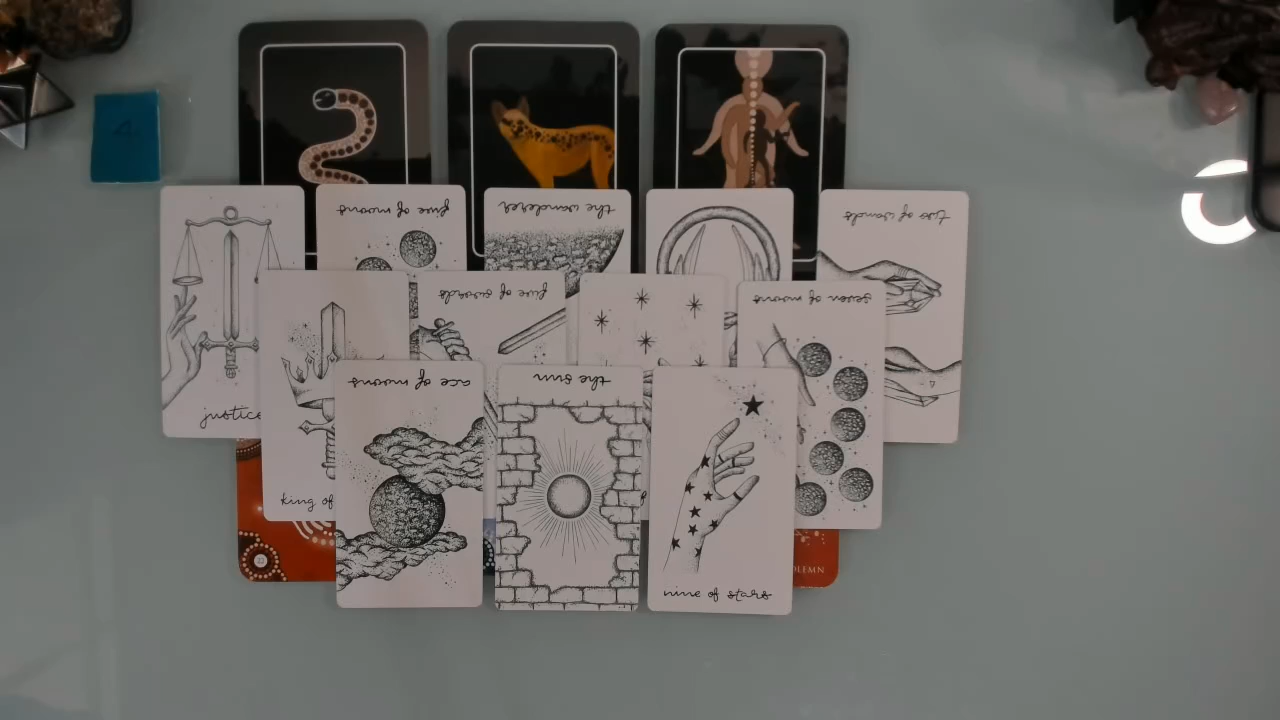 five of moons
the wanderer
two of wands
justice
five of swords
seven of moons
king of
ace of moons
the sun
nine of stars